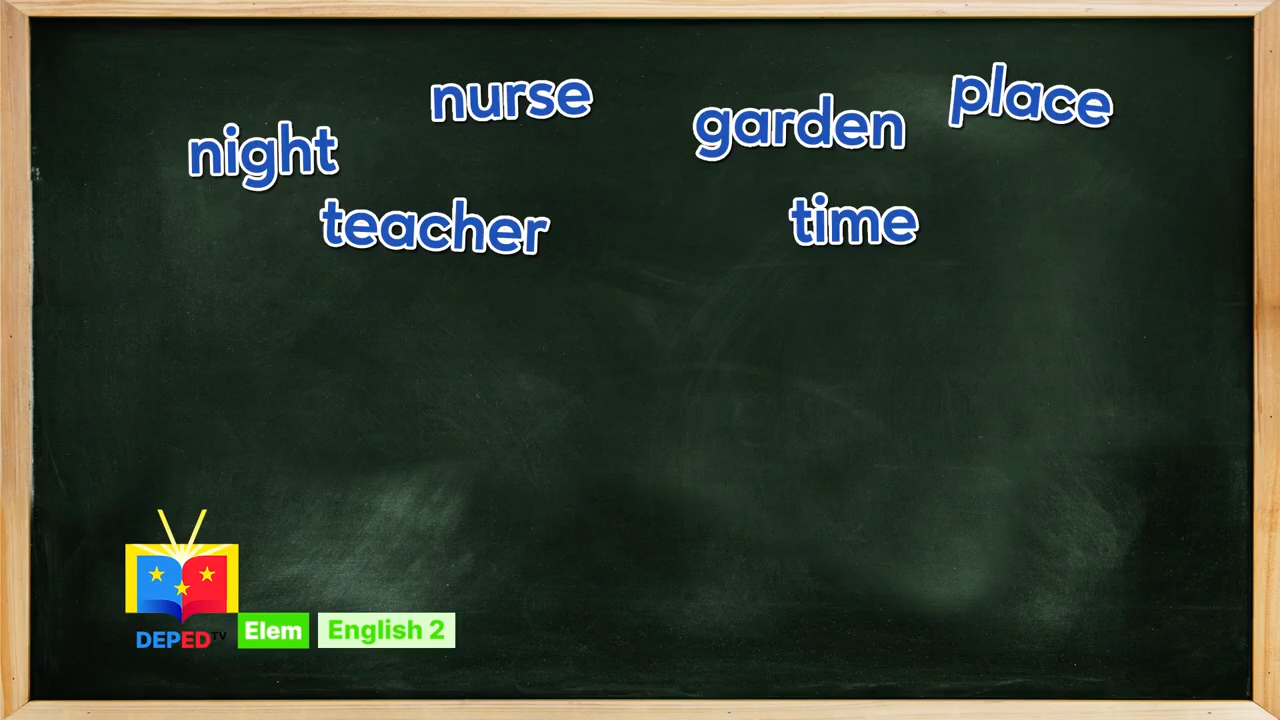 nurse
place
garden
night
teacher
time
DEPED TV
Elem
English 2